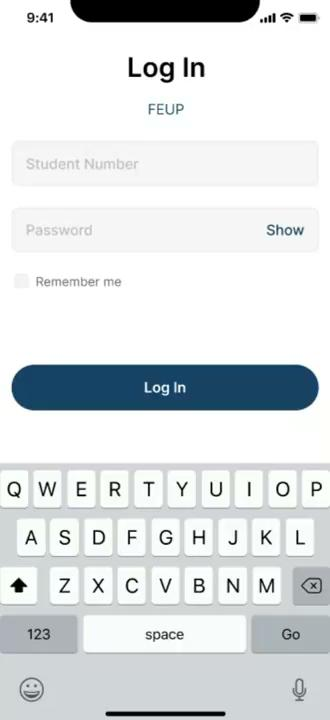 9:41
Log In
FEUP
Student Number
Password Show
Remember me
Log In
Q W E R T Y U I O P
A S D F G H J K L
Z X C V B N M
123 space Go